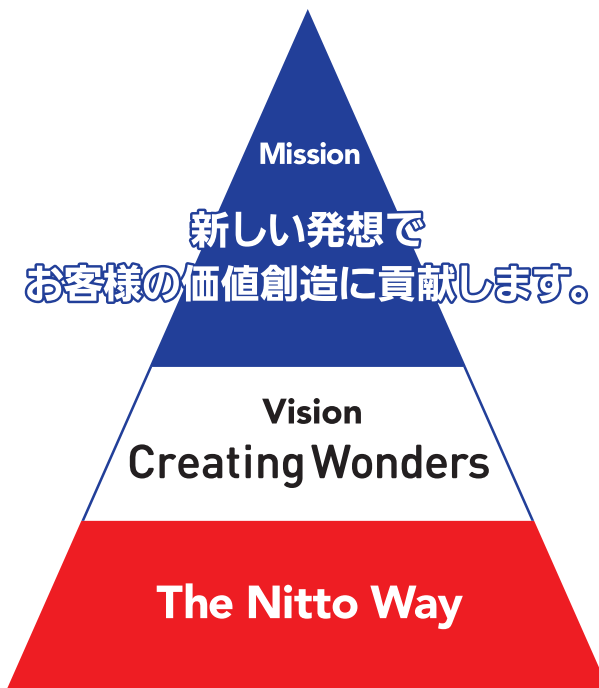 Mission
新しい発想で
お客様の価値創造に貢献します。
Vision
Creating Wonders
The Nitto Way